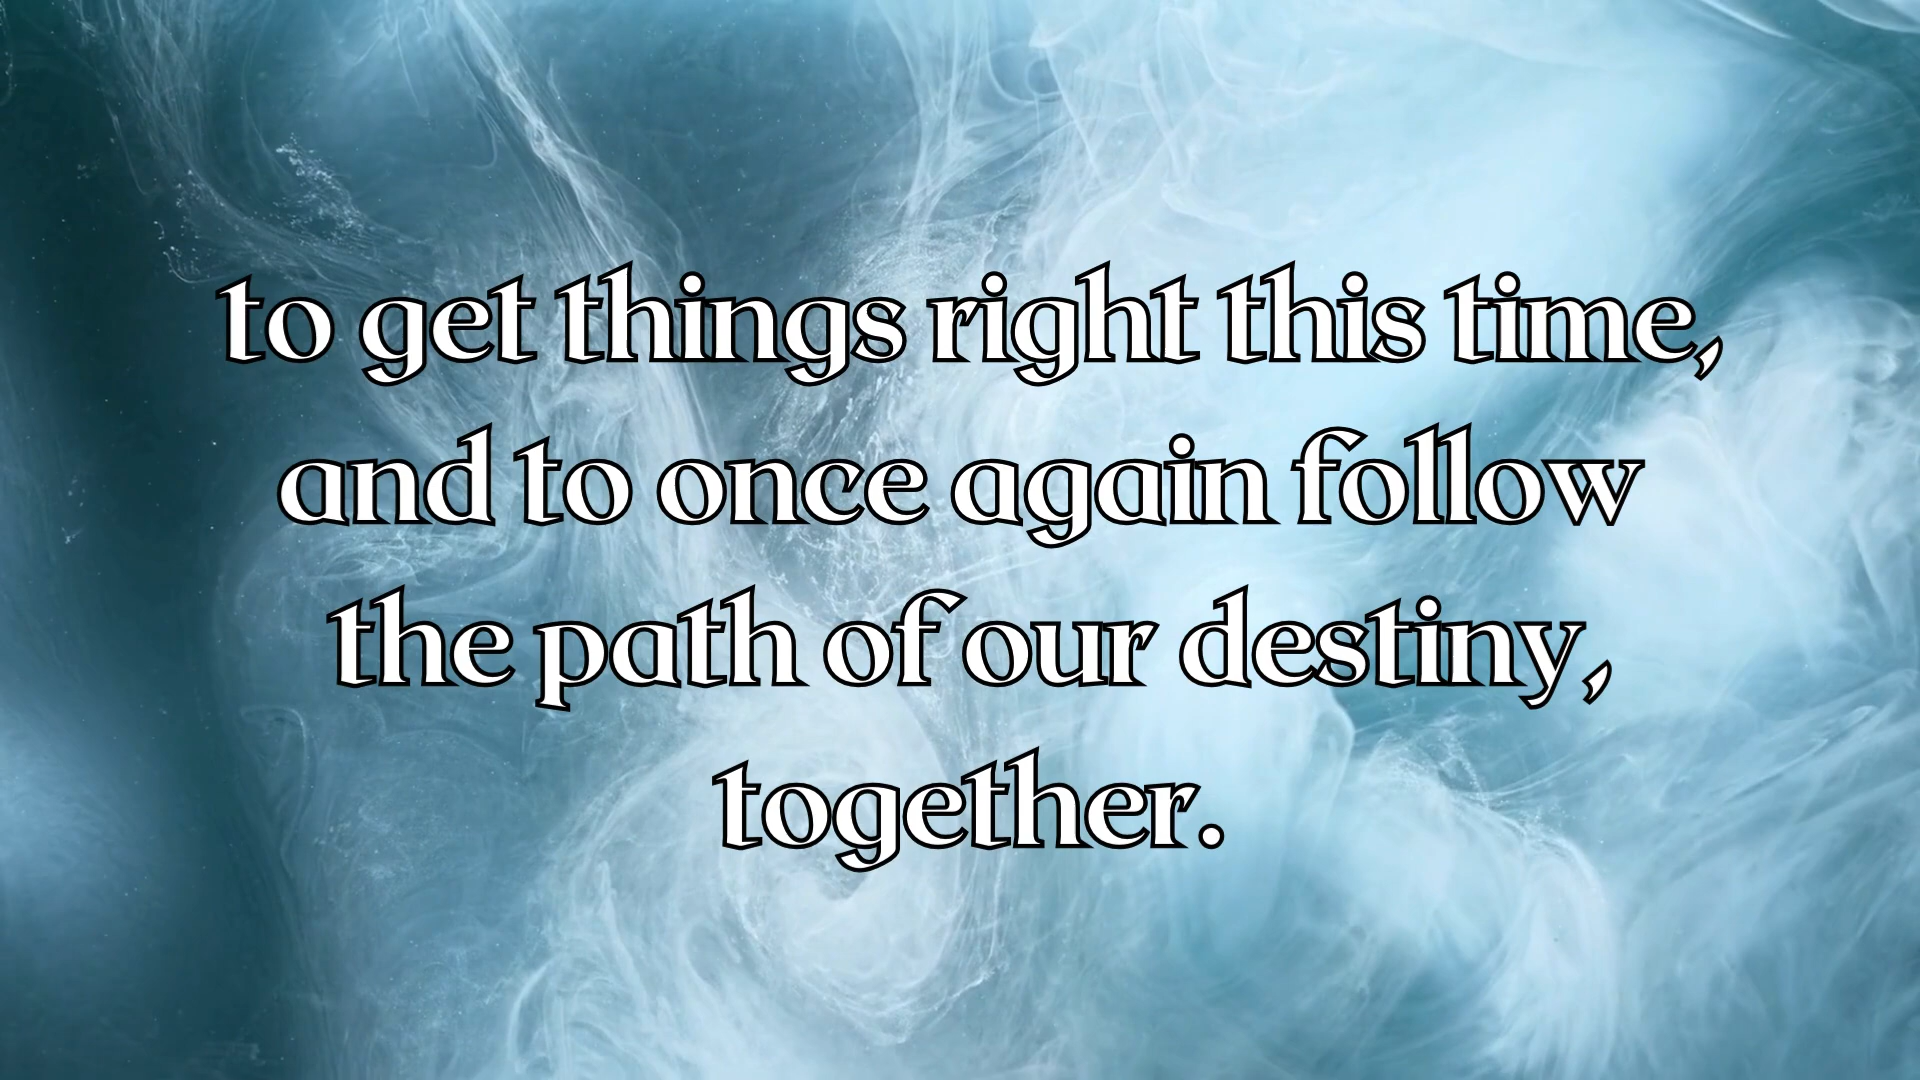 to get things right this time,
and to once again follow
the path of our destiny,
together.